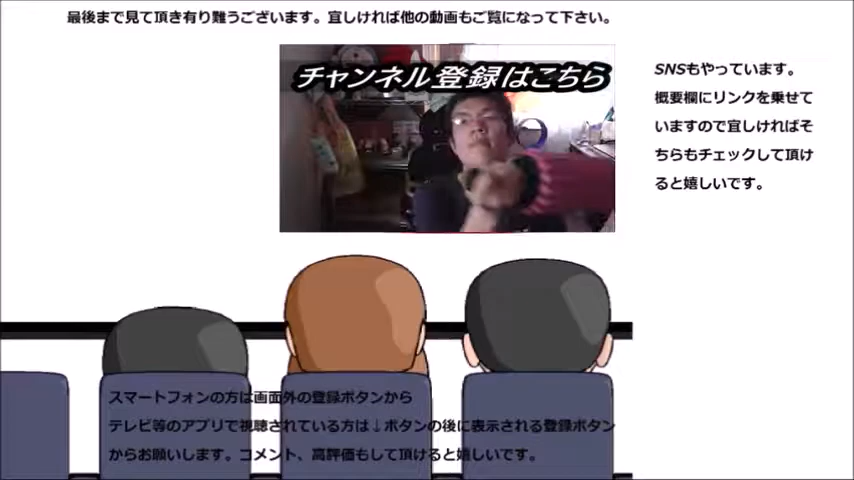 最後まで見て頂き有り難うございます。宜しければ他の動画もご覧になって下さい。
チャンネル登録はこちら
SNSもやっています。
概要欄にリンクを乗せて
いますので宜しければそ
ちらもチェックして頂け
ると嬉しいです。
スマートフォンの方は画面外の登録ボタンから
テレビ等のアプリで視聴されている方は↓ボタンの後に表示される登録ボタン
からお願いします。コメント、高評価もして頂けると嬉しいです。